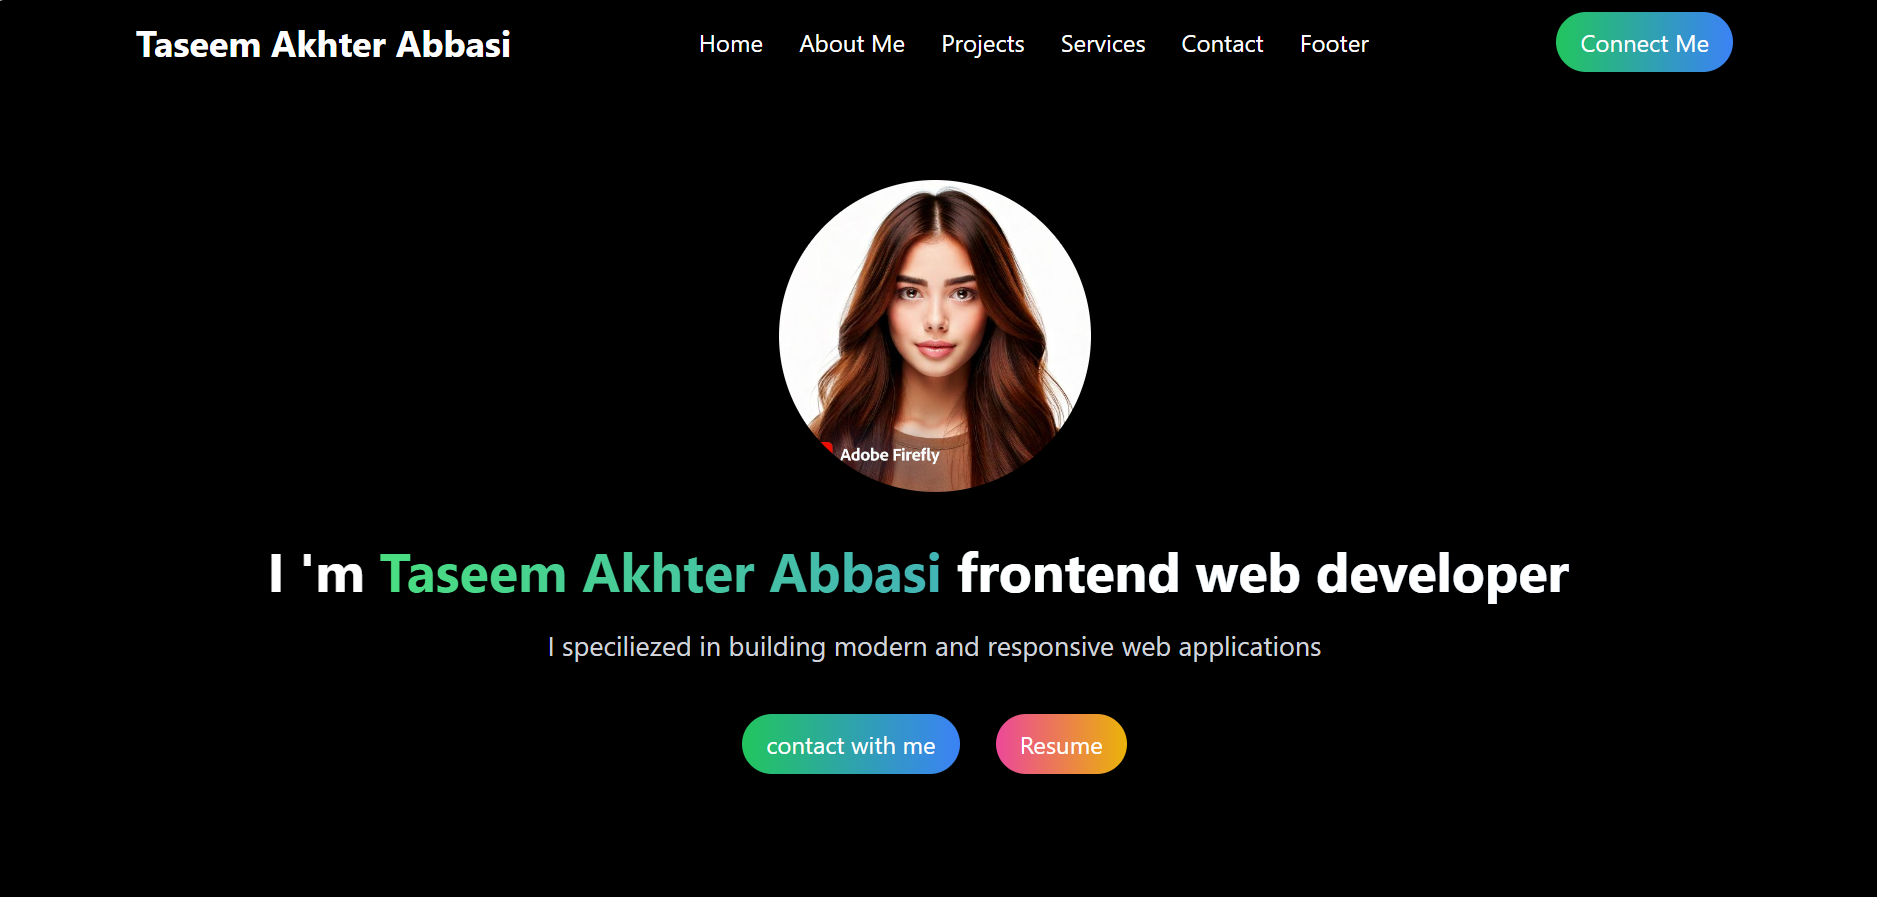 Taseem Akhter Abbasi
Home About Me Projects Services Contact Footer
Connect Me
Adobe Firefly
I 'm Taseem Akhter Abbasi frontend web developer
I speciliezed in building modern and responsive web applications
contact with me
Resume